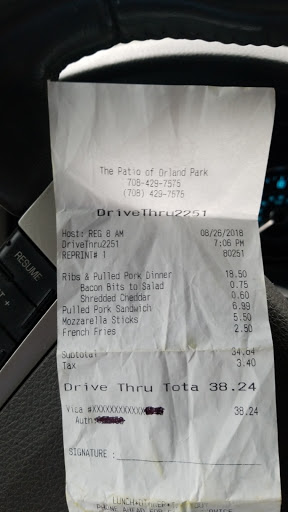 The Patio of Orland Park
708-429-7575
(708) 429-7575
DriveThru2251
Host: REG 8 AM 08/26/2018
DriveThru2251 7:06 PM
REPRINT# 1 80251
Ribs & Pulled Pork Dinner 18.50
Bacon Bits to Salad 0.75
Shredded Cheddar 0.60
Pulled Pork Sandwich 6.99
Mozzarella Sticks 5.50
French Fries 2.50
Subtotal 34.84
Tax 3.40
Drive Thru Tota 38.24
Visa #XXXXXXXXXXXX 38.24
Auth:
SIGNATURE :
RESUME